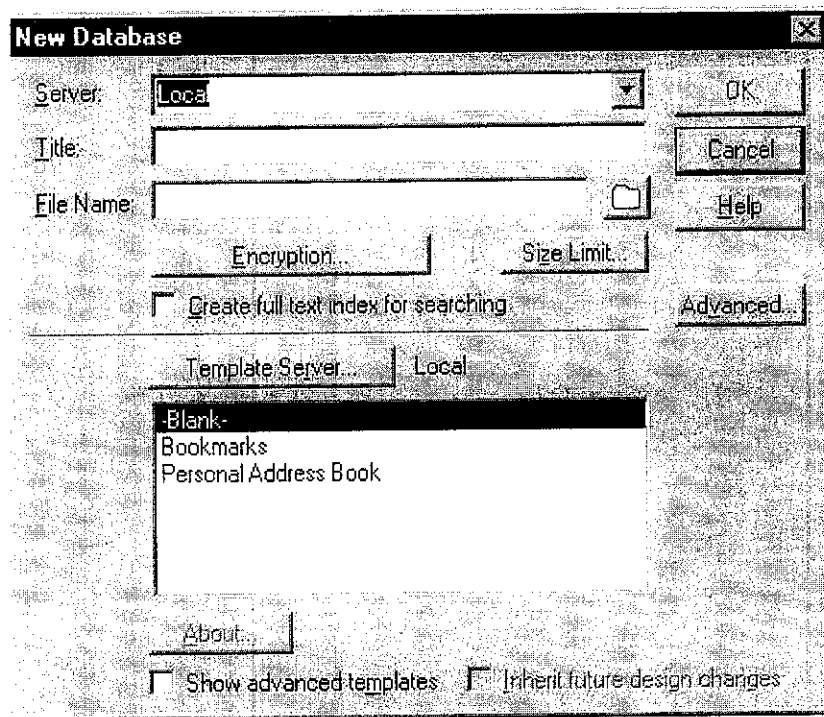 New Database
Server: Local
OK
Title:
Cancel
File Name:
Help
Encryption... Size Limit...
Create full text index for searching
Advanced...
Template Server... Local
-Blank-
Bookmarks
Personal Address Book
About...
Show advanced templates Inherit future design changes